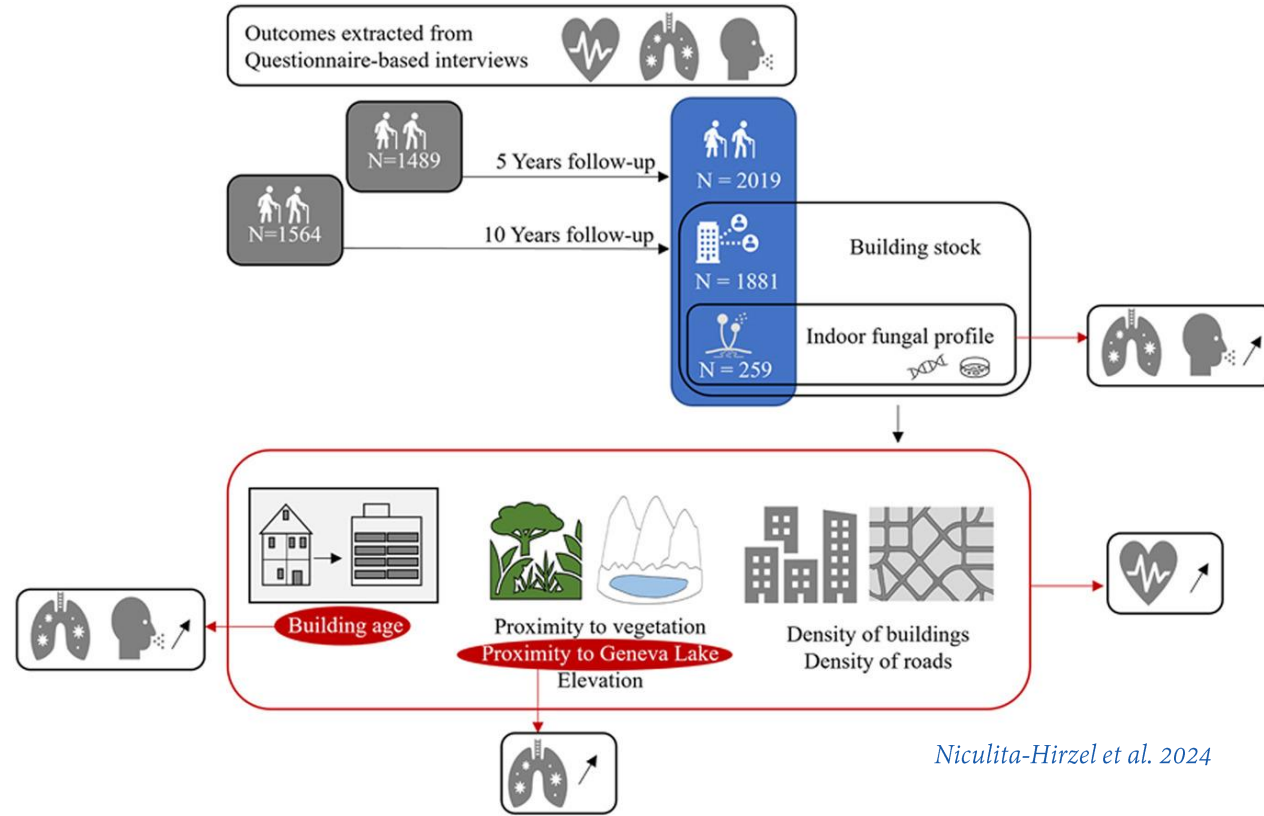 Outcomes extracted from
Questionnaire-based interviews
N=1489
5 Years follow-up
N = 2019
N=1564
10 Years follow-up
Building stock
N = 1881
Indoor fungal profile
N = 259
Building age
Proximity to vegetation
Proximity to Geneva Lake
Elevation
Density of buildings
Density of roads
Niculita-Hirzel et al. 2024